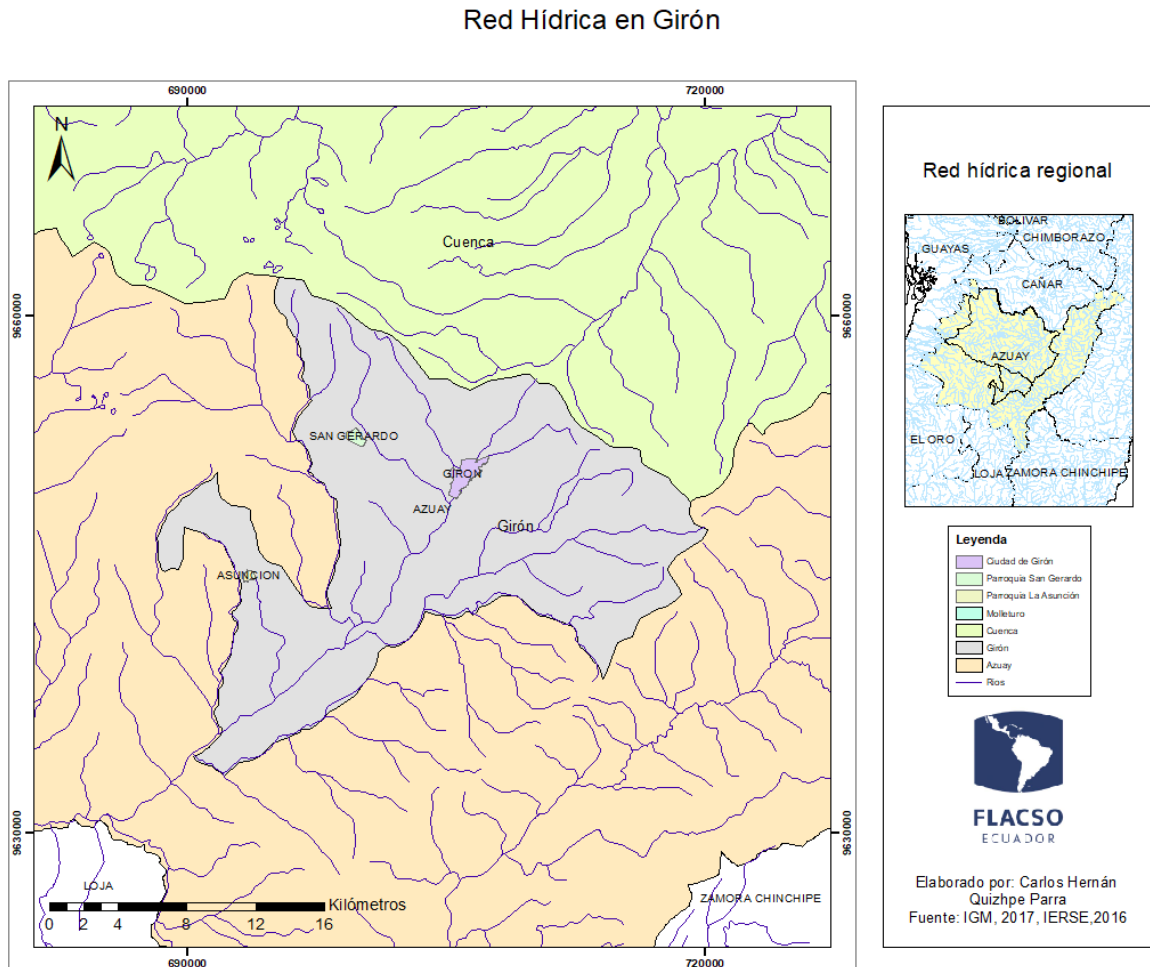 Red Hídrica en Girón
690000
720000
N
Cuenca
9660000
9660000
SAN GERARDO
GIRON
AZUAY
Girón
ASUNCION
9630000
9630000
LOJA
ZAMORA CHINCHIPE
Kilómetros
0 2 4 8 12 16
690000
720000
Red hídrica regional
BOLIVAR
CHIMBORAZO
GUAYAS
CAÑAR
AZUAY
EL ORO
LOJA
ZAMORA CHINCHIPE
Leyenda
Ciudad de Girón
Parroquia San Gerardo
Parroquia La Asunción
Molleturo
Cuenca
Girón
Azuay
Rios
FLACSO
ECUADOR
Elaborado por: Carlos Hernán
Quizhpe Parra
Fuente: IGM, 2017, IERSE,2016